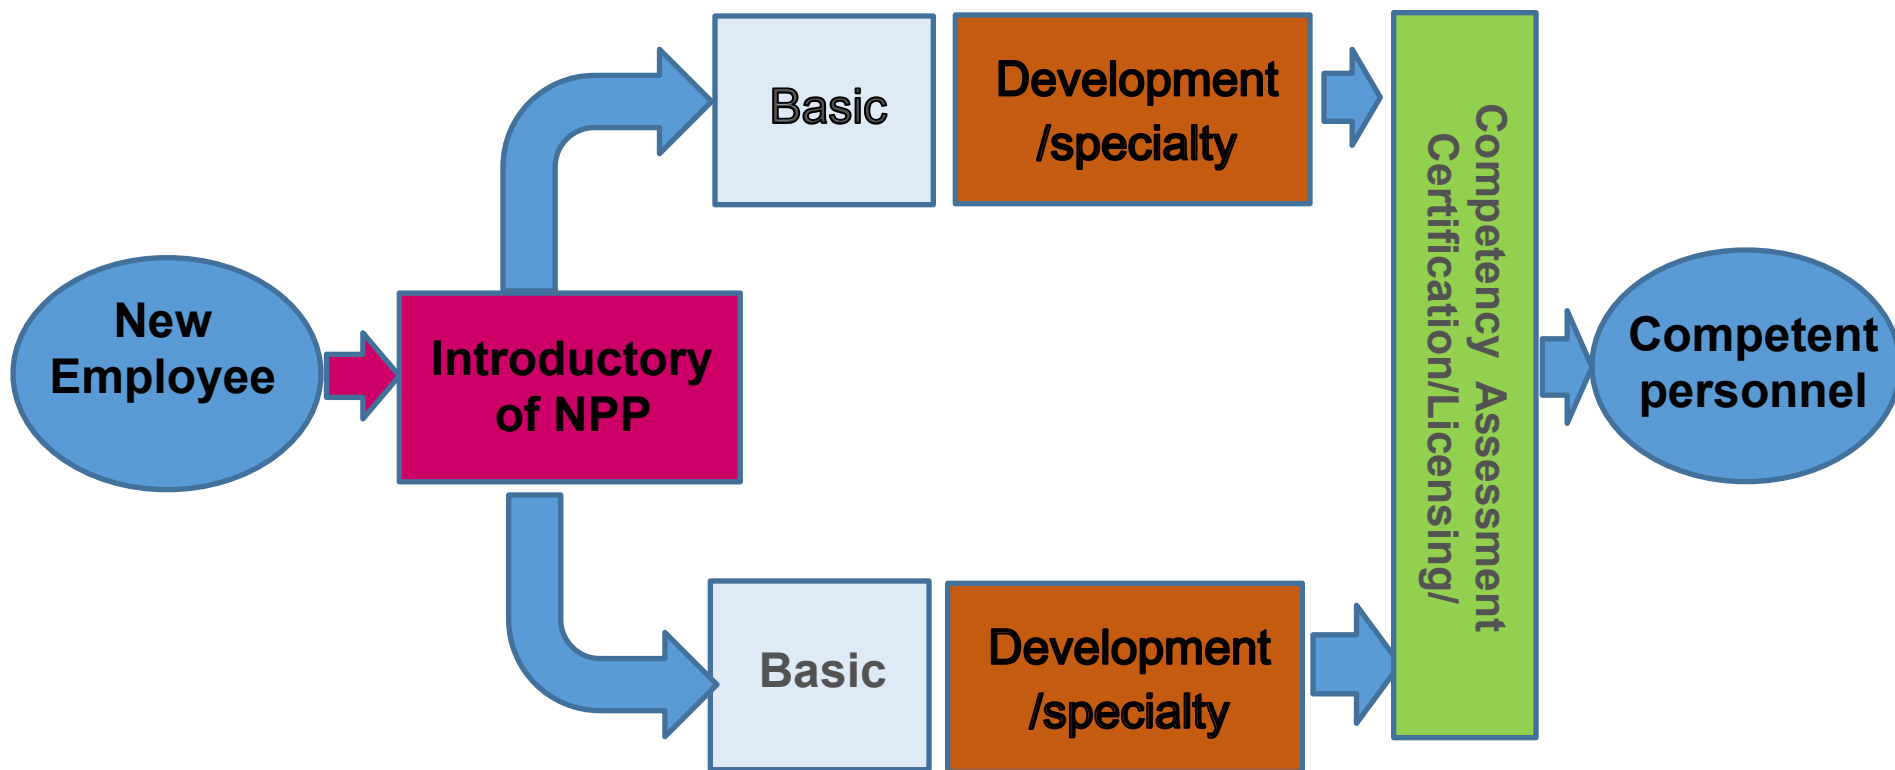 New
Employee
Introductory
of NPP
Basic
Development
/specialty
Basic
Development
/specialty
Competency Assessment
Certification/Licensing/
Competent
personnel